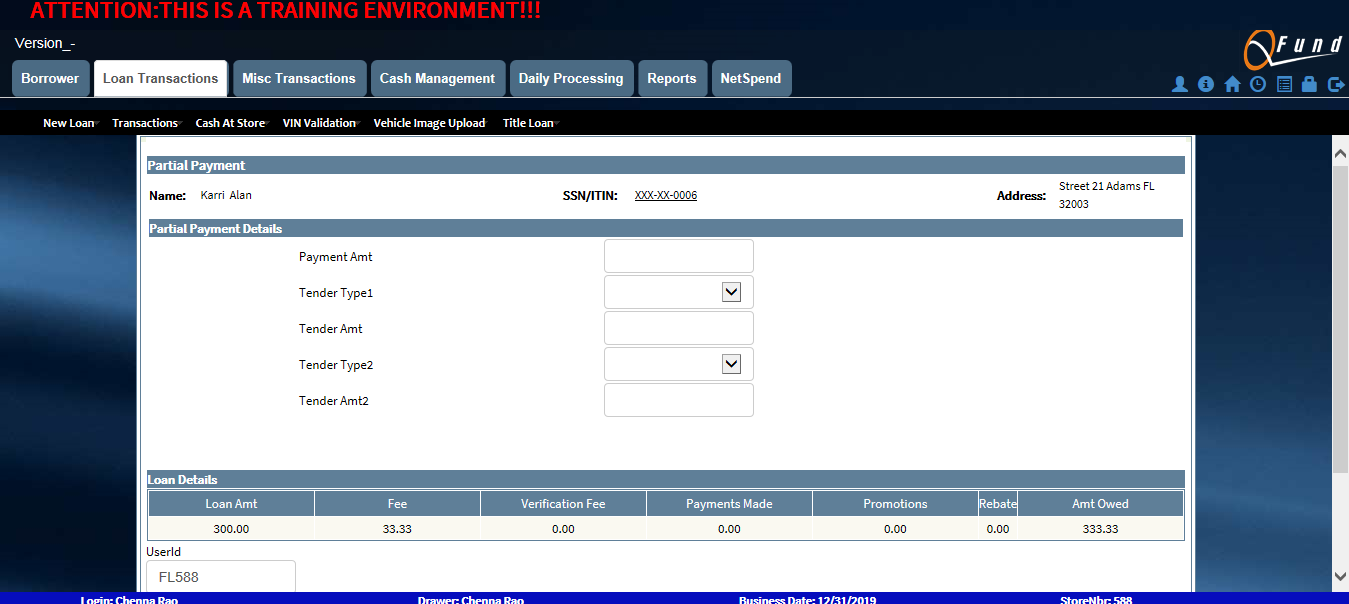 ATTENTION:THIS IS A TRAINING ENVIRONMENT!!!
Version_-
QFund
Borrower Loan Transactions Misc Transactions Cash Management Daily Processing Reports NetSpend
New Loan Transactions Cash At Store VIN Validation Vehicle Image Upload Title Loan
Partial Payment
Name: Karri Alan SSN/ITIN: XXX-XX-0006 Address: Street 21 Adams FL
32003
Partial Payment Details
Payment Amt
Tender Type1
Tender Amt
Tender Type2
Tender Amt2
Loan Details
Loan Amt Fee Verification Fee Payments Made Promotions Rebate Amt Owed
300.00 33.33 0.00 0.00 0.00 0.00 333.33
UserId
FL588
Login: Chenna Rao Drawer: Chenna Rao Business Date: 12/31/2019 StoreNbr: 588